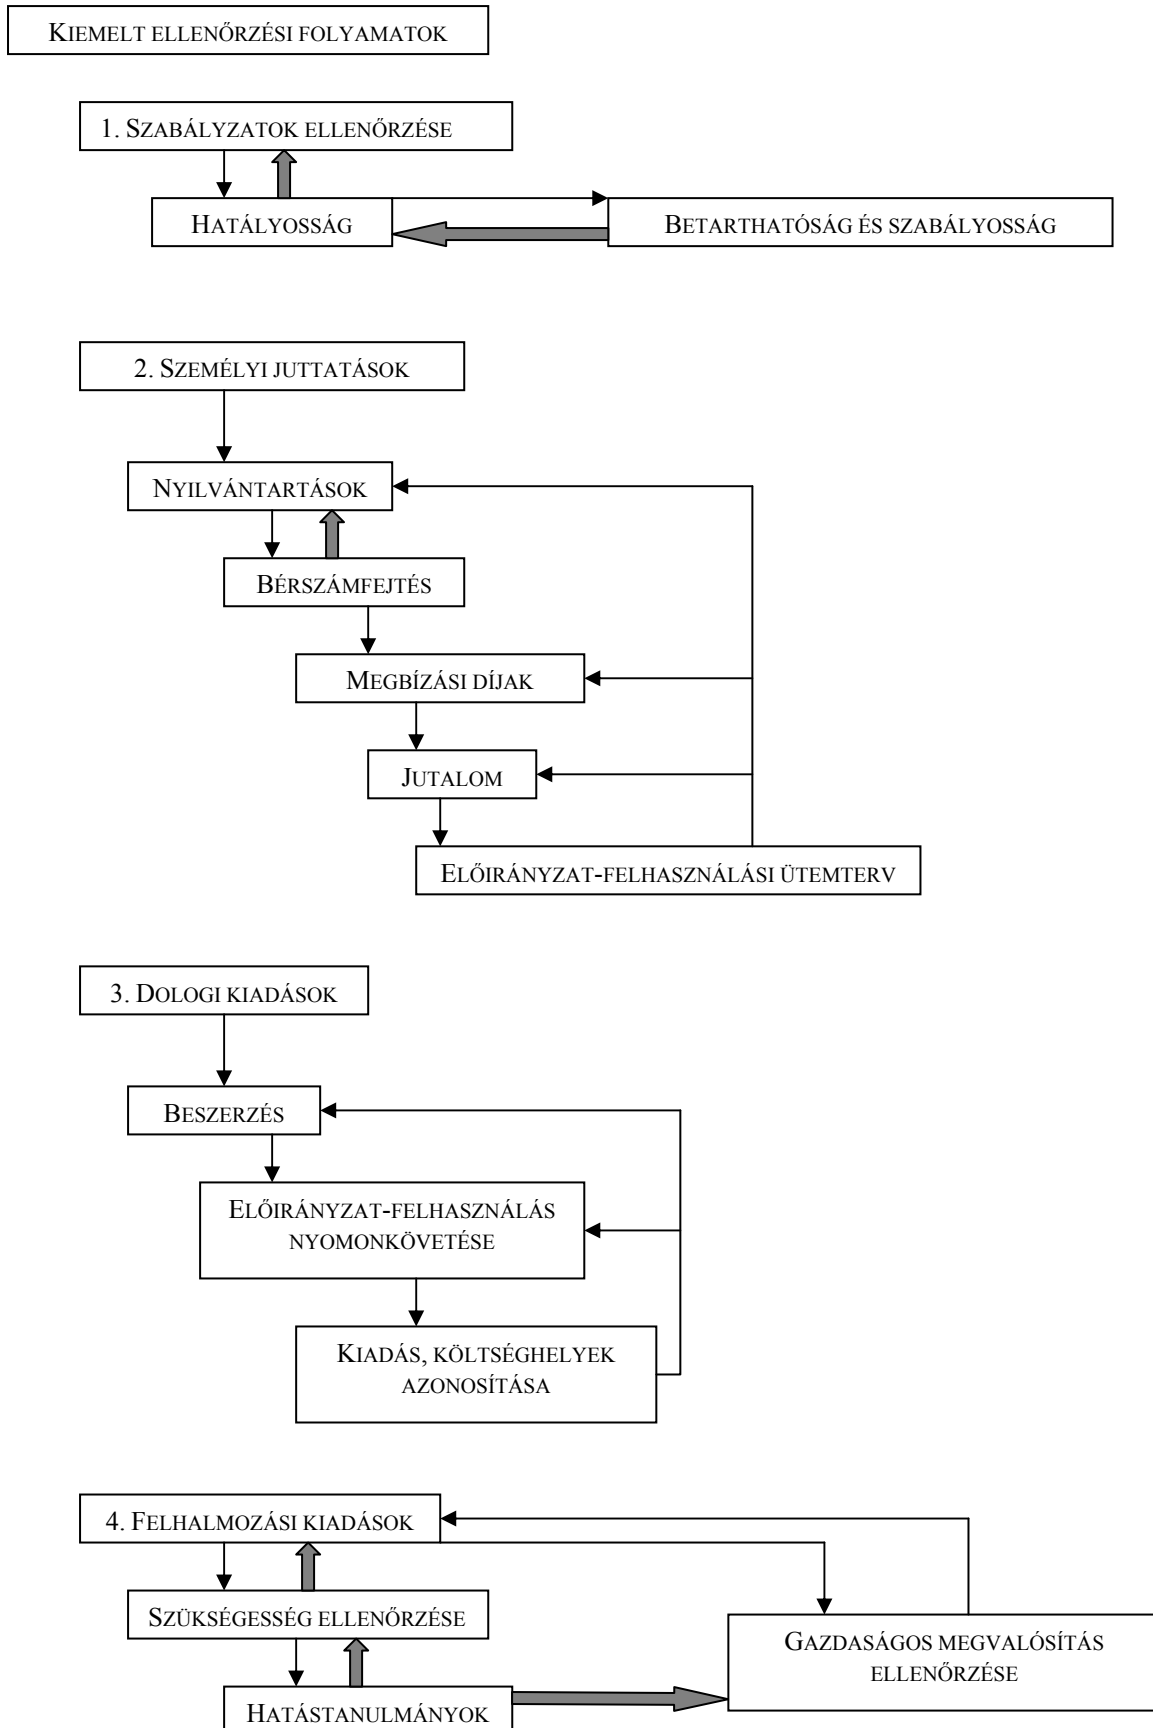 KIEMELT ELLENŐRZÉSI FOLYAMATOK
1. SZABÁLYZATOK ELLENŐRZÉSE
HATÁLYOSSÁG
BETARTHATÓSÁG ÉS SZABÁLYOSSÁG
2. SZEMÉLYI JUTTATÁSOK
NYILVÁNTARTÁSOK
BÉRSZÁMFEJTÉS
MEGBÍZÁSI DÍJAK
JUTALOM
ELŐIRÁNYZAT-FELHASZNÁLÁSI ÜTEMTERV
3. DOLOGI KIADÁSOK
BESZERZÉS
ELŐIRÁNYZAT-FELHASZNÁLÁS
NYOMONKÖVETÉSE
KIADÁS, KÖLTSÉGHELYEK
AZONOSÍTÁSA
4. FELHALMOZÁSI KIADÁSOK
SZÜKSÉGESSÉG ELLENŐRZÉSE
GAZDASÁGOS MEGVALÓSÍTÁS
ELLENŐRZÉSE
HATÁSTANULMÁNYOK